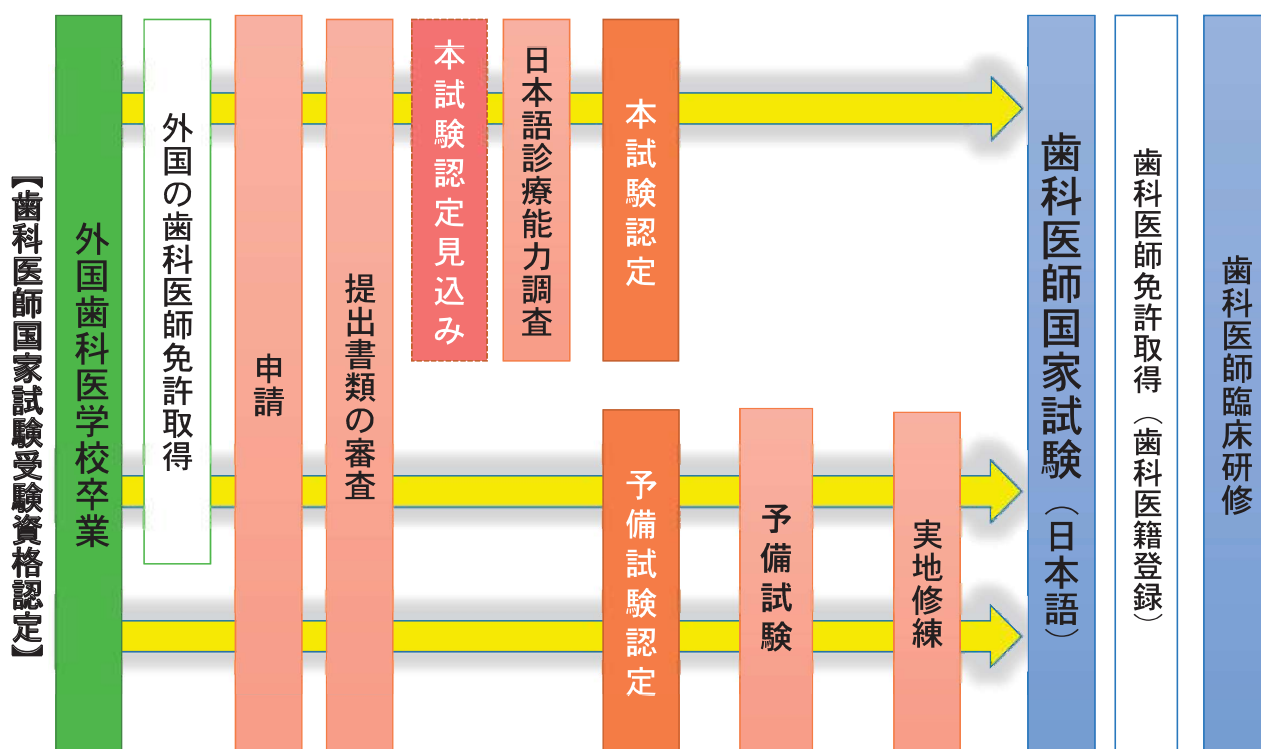 【歯科医師国家試験受験資格認定】
外国歯科医学校卒業
外国の歯科医師免許取得
申請
提出書類の審査
本試験認定見込み
日本語診療能力調査
本試験認定
予備試験認定
予備試験
実地修練
歯科医師国家試験（日本語）
歯科医師免許取得（歯科医籍登録）
歯科医師臨床研修